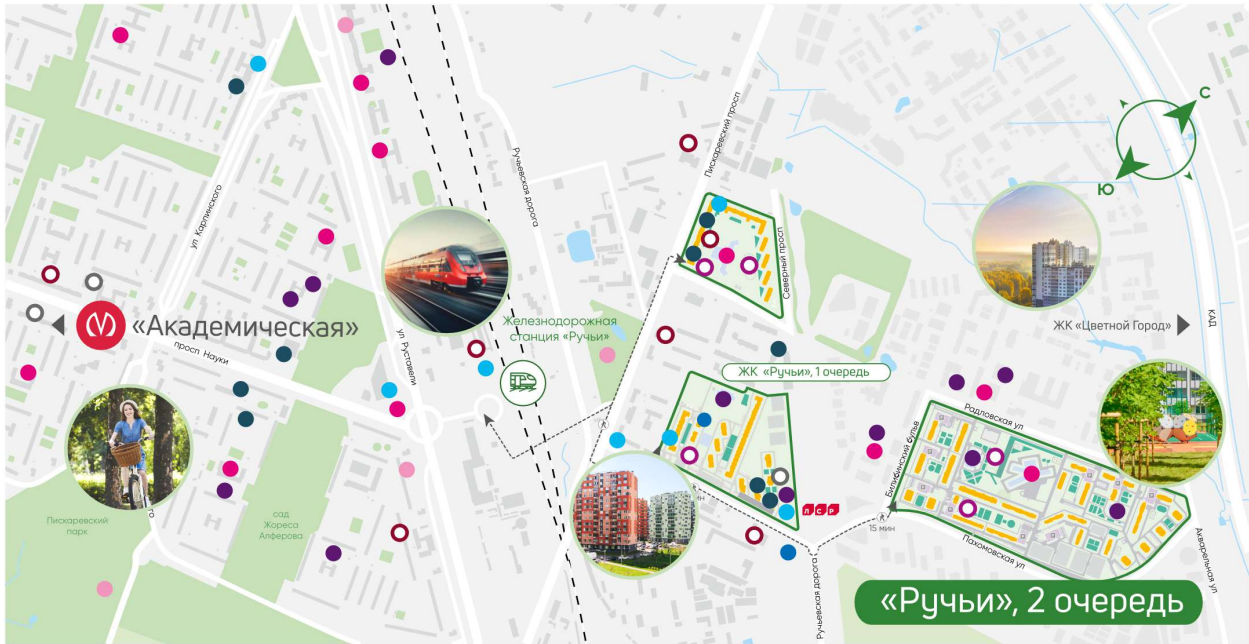 С
Ю
Пискаревский просп
Ручьевская дорога
ул Карпинского
Северный просп
КАД
«Академическая»
Железнодорожная
станция «Ручьи»
ЖК «Цветной Город»
просп Науки
ул Руставели
ЖК «Ручьи», 1 очередь
Радловская ул
Билибинский бульв
ЛСР
15 мин
Пискаревский
парк
сад
Жореса
Алферова
Пахомовская ул
Акварельная ул
Ручьевская дорога
«Ручьи», 2 очередь